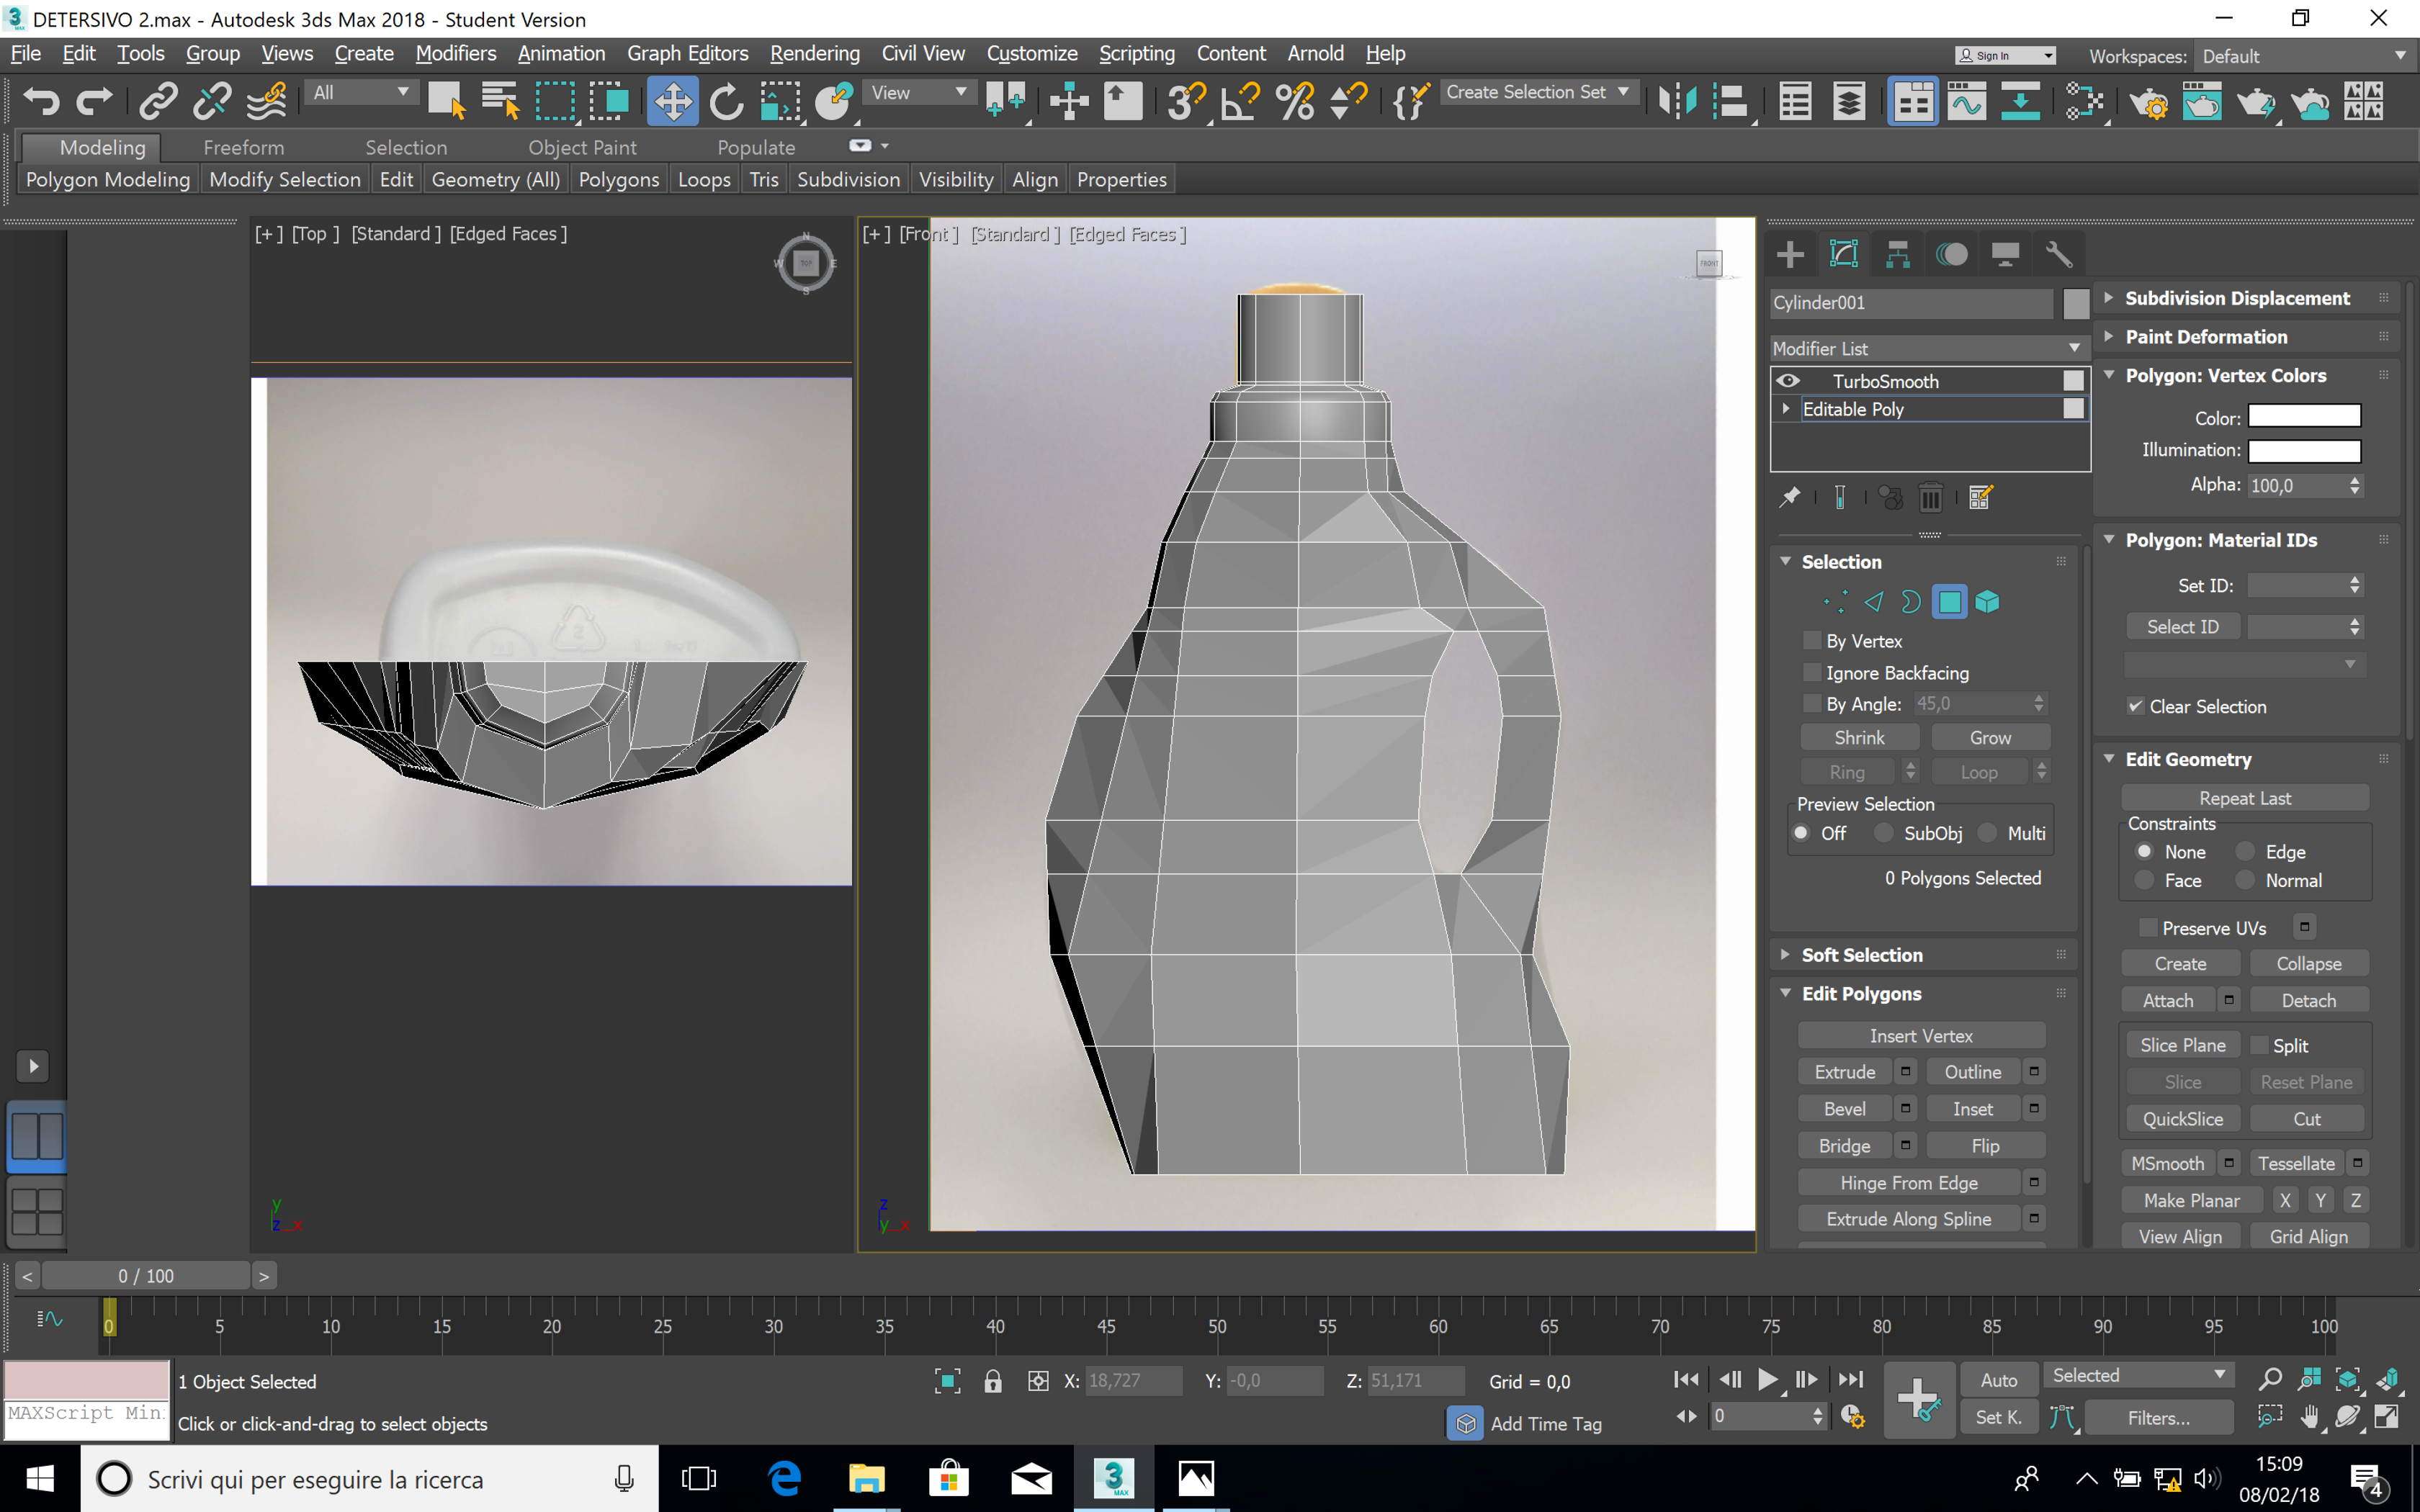 DETERSIVO 2.max - Autodesk 3ds Max 2018 - Student Version
File Edit Tools Group Views Create Modifiers Animation Graph Editors Rendering Civil View Customize Scripting Content Arnold Help
Sign In
Workspaces: Default
All
View
Create Selection Set
Modeling Freeform Selection Object Paint Populate
Polygon Modeling Modify Selection Edit Geometry (All) Polygons Loops Tris Subdivision Visibility Align Properties
[+] [Top] [Standard] [Edged Faces]
N
W TOP E
S
y
z x
[+] [Front] [Standard] [Edged Faces]
FRONT
z
y x
Cylinder001
Modifier List
TurboSmooth
Editable Poly
Selection
By Vertex
Ignore Backfacing
By Angle: 45,0
Shrink Grow
Ring Loop
Preview Selection
Off SubObj Multi
0 Polygons Selected
Soft Selection
Edit Polygons
Insert Vertex
Extrude Outline
Bevel Inset
Bridge Flip
Hinge From Edge
Extrude Along Spline
Subdivision Displacement
Paint Deformation
Polygon: Vertex Colors
Color:
Illumination:
Alpha: 100,0
Polygon: Material IDs
Set ID:
Select ID
Clear Selection
Edit Geometry
Repeat Last
Constraints
None Edge
Face Normal
Preserve UVs
Create Collapse
Attach Detach
Slice Plane Split
Slice Reset Plane
QuickSlice Cut
MSmooth Tessellate
Make Planar X Y Z
View Align Grid Align
< 0 / 100 >
0 5 10 15 20 25 30 35 40 45 50 55 60 65 70 75 80 85 90 95 100
1 Object Selected
X: 18,727 Y: -0,0 Z: 51,171 Grid = 0,0
MAXScript Min
Click or click-and-drag to select objects
Add Time Tag
0
Auto Selected
Set K. Filters...
Scrivi qui per eseguire la ricerca
3
MAX
15:09
08/02/18
4